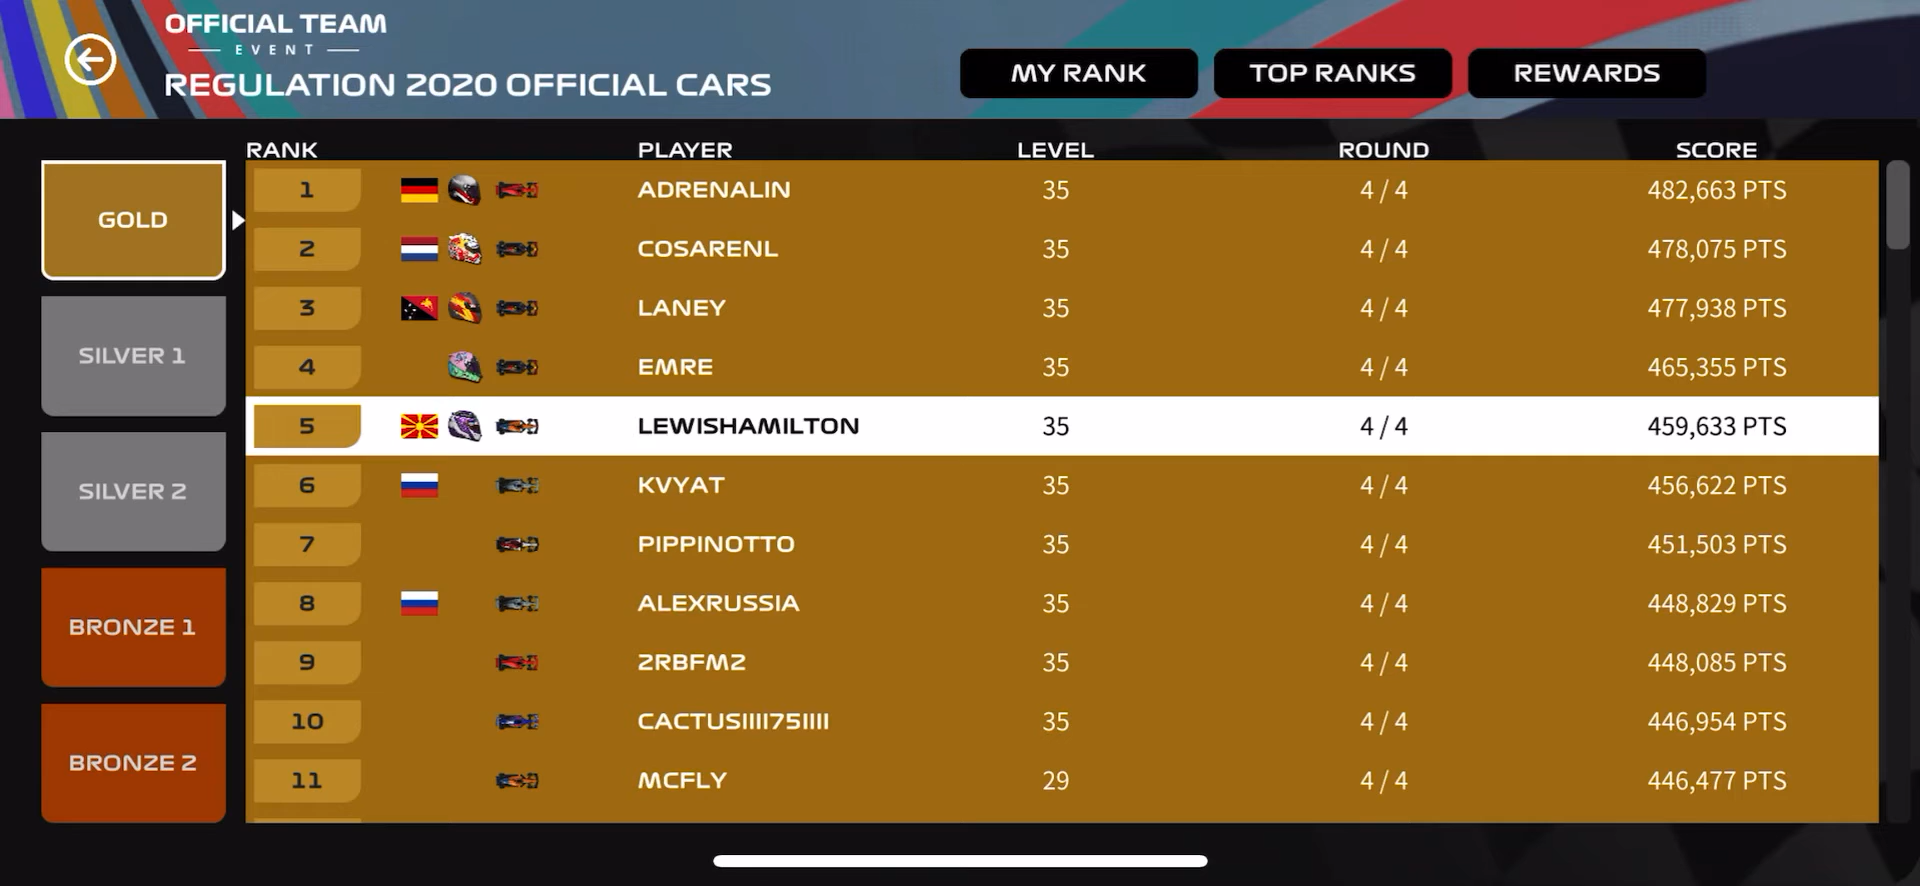 OFFICIAL TEAM
EVENT
REGULATION 2020 OFFICIAL CARS
MY RANK TOP RANKS REWARDS
RANK PLAYER LEVEL ROUND SCORE
GOLD
SILVER 1
SILVER 2
BRONZE 1
BRONZE 2
1 ADRENALIN 35 4 / 4 482,663 PTS
2 COSARENL 35 4 / 4 478,075 PTS
3 LANEY 35 4 / 4 477,938 PTS
4 EMRE 35 4 / 4 465,355 PTS
5 LEWISHAMILTON 35 4 / 4 459,633 PTS
6 KVYAT 35 4 / 4 456,622 PTS
7 PIPPINOTTO 35 4 / 4 451,503 PTS
8 ALEXRUSSIA 35 4 / 4 448,829 PTS
9 2RBFM2 35 4 / 4 448,085 PTS
10 CACTUSIIII75IIII 35 4 / 4 446,954 PTS
11 MCFLY 29 4 / 4 446,477 PTS